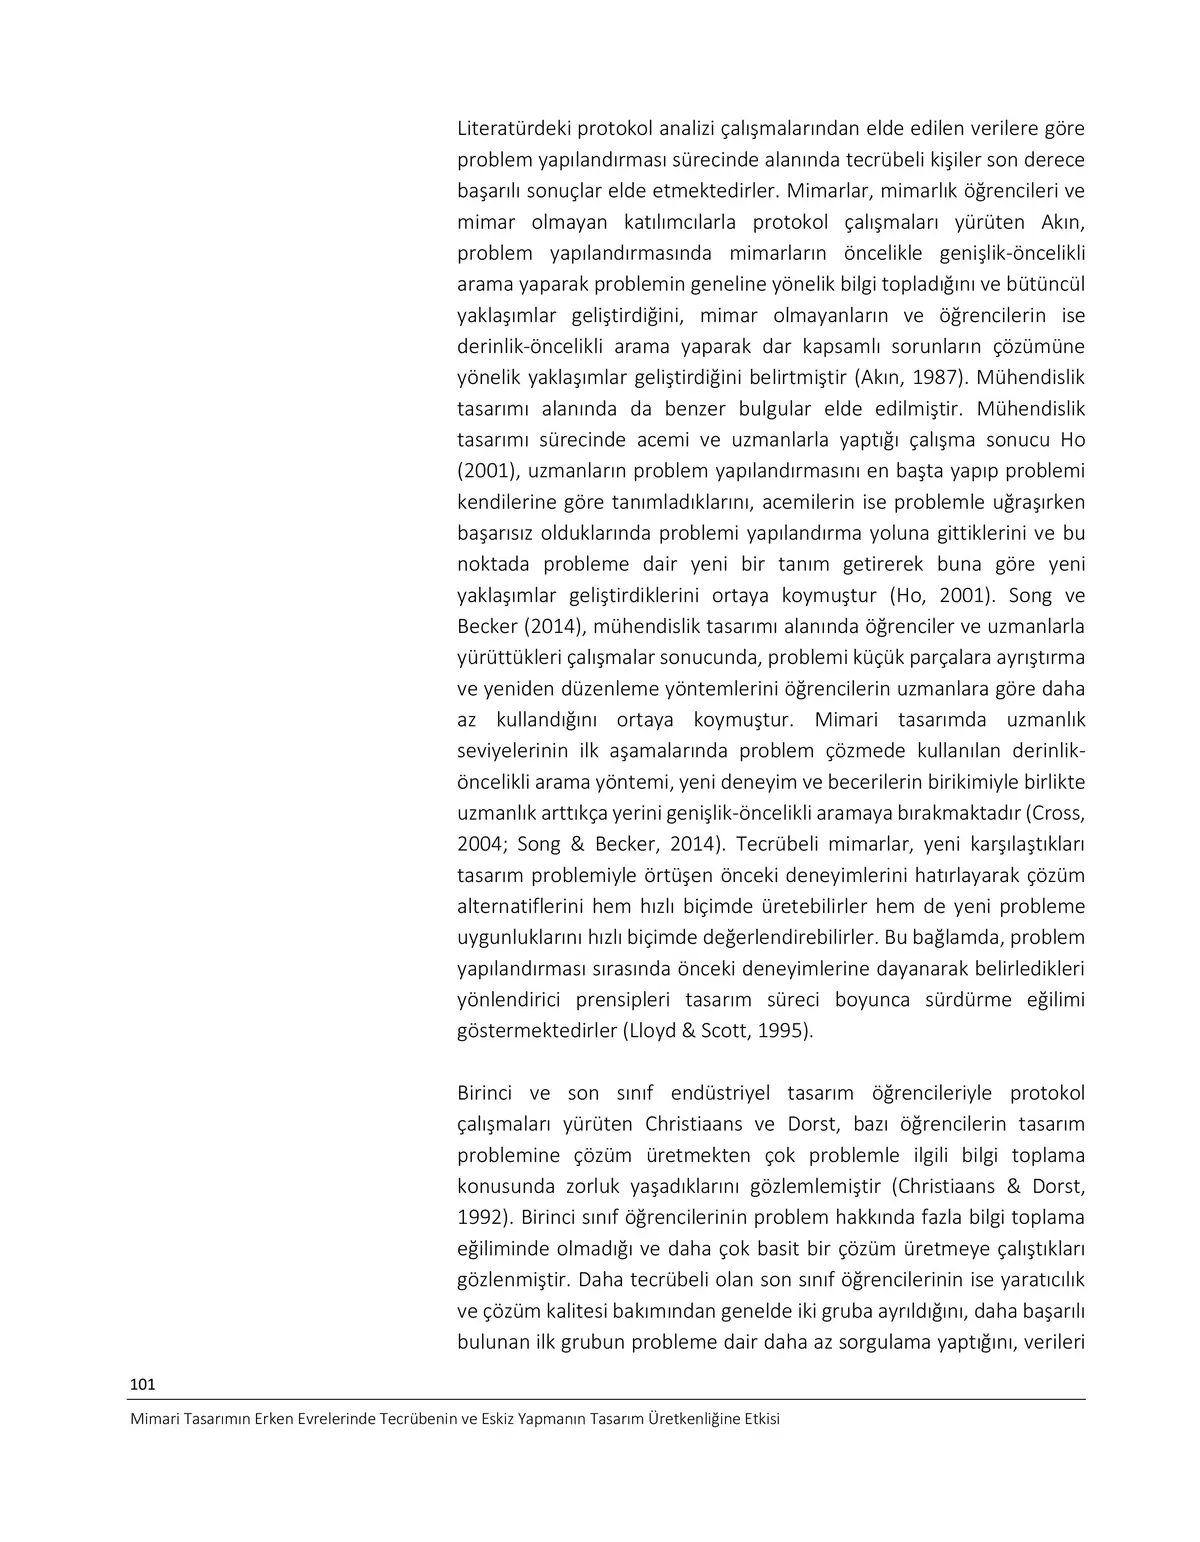 Literatürdeki protokol analizi çalışmalarından elde edilen verilere göre
problem yapılandırması sürecinde alanında tecrübeli kişiler son derece
başarılı sonuçlar elde etmektedirler. Mimarlar, mimarlık öğrencileri ve
mimar olmayan katılımcılarla protokol çalışmaları yürüten Akın,
problem yapılandırmasında mimarların öncelikle genişlik-öncelikli
arama yaparak problemin geneline yönelik bilgi topladığını ve bütüncül
yaklaşımlar geliştirdiğini, mimar olmayanların ve öğrencilerin ise
derinlik-öncelikli arama yaparak dar kapsamlı sorunların çözümüne
yönelik yaklaşımlar geliştirdiğini belirtmiştir (Akın, 1987). Mühendislik
tasarımı alanında da benzer bulgular elde edilmiştir. Mühendislik
tasarımı sürecinde acemi ve uzmanlarla yaptığı çalışma sonucu Ho
(2001), uzmanların problem yapılandırmasını en başta yapıp problemi
kendilerine göre tanımladıklarını, acemilerin ise problemle uğraşırken
başarısız olduklarında problemi yapılandırma yoluna gittiklerini ve bu
noktada probleme dair yeni bir tanım getirerek buna göre yeni
yaklaşımlar geliştirdiklerini ortaya koymuştur (Ho, 2001). Song ve
Becker (2014), mühendislik tasarımı alanında öğrenciler ve uzmanlarla
yürüttükleri çalışmalar sonucunda, problemi küçük parçalara ayrıştırma
ve yeniden düzenleme yöntemlerini öğrencilerin uzmanlara göre daha
az kullandığını ortaya koymuştur. Mimari tasarımda uzmanlık
seviyelerinin ilk aşamalarında problem çözmede kullanılan derinlik-
öncelikli arama yöntemi, yeni deneyim ve becerilerin birikimiyle birlikte
uzmanlık arttıkça yerini genişlik-öncelikli aramaya bırakmaktadır (Cross,
2004; Song & Becker, 2014). Tecrübeli mimarlar, yeni karşılaştıkları
tasarım problemiyle örtüşen önceki deneyimlerini hatırlayarak çözüm
alternatiflerini hem hızlı biçimde üretebilirler hem de yeni probleme
uygunluklarını hızlı biçimde değerlendirebilirler. Bu bağlamda, problem
yapılandırması sırasında önceki deneyimlerine dayanarak belirledikleri
yönlendirici prensipleri tasarım süreci boyunca sürdürme eğilimi
göstermektedirler (Lloyd & Scott, 1995).
Birinci ve son sınıf endüstriyel tasarım öğrencileriyle protokol
çalışmaları yürüten Christiaans ve Dorst, bazı öğrencilerin tasarım
problemine çözüm üretmekten çok problemle ilgili bilgi toplama
konusunda zorluk yaşadıklarını gözlemlemiştir (Christiaans & Dorst,
1992). Birinci sınıf öğrencilerinin problem hakkında fazla bilgi toplama
eğiliminde olmadığı ve daha çok basit bir çözüm üretmeye çalıştıkları
gözlenmiştir. Daha tecrübeli olan son sınıf öğrencilerinin ise yaratıcılık
ve çözüm kalitesi bakımından genelde iki gruba ayrıldığını, daha başarılı
bulunan ilk grubun probleme dair daha az sorgulama yaptığını, verileri
101
Mimari Tasarımın Erken Evrelerinde Tecrübenin ve Eskiz Yapmanın Tasarım Üretkenliğine Etkisi